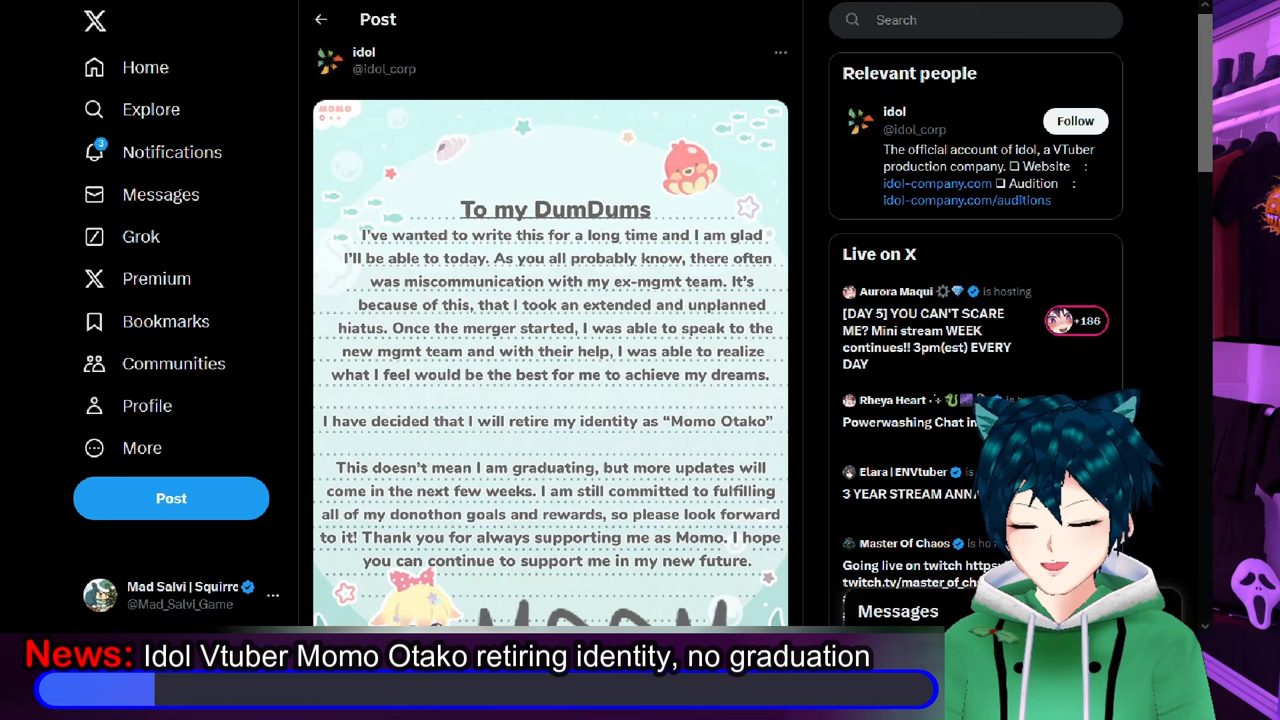 Home
Explore
3
Notifications
Messages
Grok
Premium
Bookmarks
Communities
Profile
More
Post
Mad Salvi | Squirre
@Mad_Salvi_Game
Post
idol
@idol_corp
MOMO
To my DumDums
I've wanted to write this for a long time and I am glad
I'll be able to today. As you all probably know, there often
was miscommunication with my ex-mgmt team. It's
because of this, that I took an extended and unplanned
hiatus. Once the merger started, I was able to speak to the
new mgmt team and with their help, I was able to realize
what I feel would be the best for me to achieve my dreams.
I have decided that I will retire my identity as “Momo Otako”
This doesn't mean I am graduating, but more updates will
come in the next few weeks. I am still committed to fulfilling
all of my donothon goals and rewards, so please look forward
to it! Thank you for always supporting me as Momo. I hope
you can continue to support me in my new future.
Search
Relevant people
idol
@idol_corp
Follow
The official account of idol, a VTuber
production company. ❏ Website :
idol-company.com ❏ Audition :
idol-company.com/auditions
Live on X
Aurora Maqui is hosting
[DAY 5] YOU CAN'T SCARE
ME? Mini stream WEEK
continues!! 3pm(est) EVERY
DAY
+186
Rheya Heart is
Powerwashing Chat in
Elara | ENVtuber is
3 YEAR STREAM
Master Of Chaos is
Going live on twitch
twitch.tv/master_of_
Messages
News: Idol Vtuber Momo Otako retiring identity, no graduation